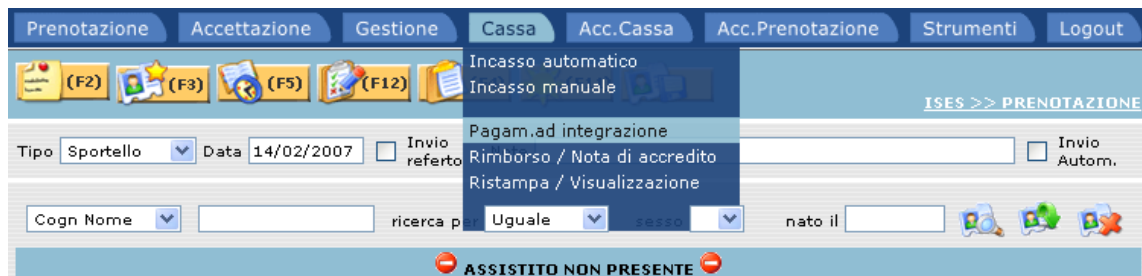 Prenotazione Accettazione Gestione Cassa Acc.Cassa Acc.Prenotazione Strumenti Logout
Incasso automatico
Incasso manuale
Pagam.ad integrazione
Rimborso / Nota di accredito
Ristampa / Visualizzazione
(F2) (F3) (F5) (F12)
ISES >> PRENOTAZIONE
Tipo Sportello Data 14/02/2007 Invio referto Invio Autom.
Cogn Nome ricerca per Uguale sesso nato il
ASSISTITO NON PRESENTE